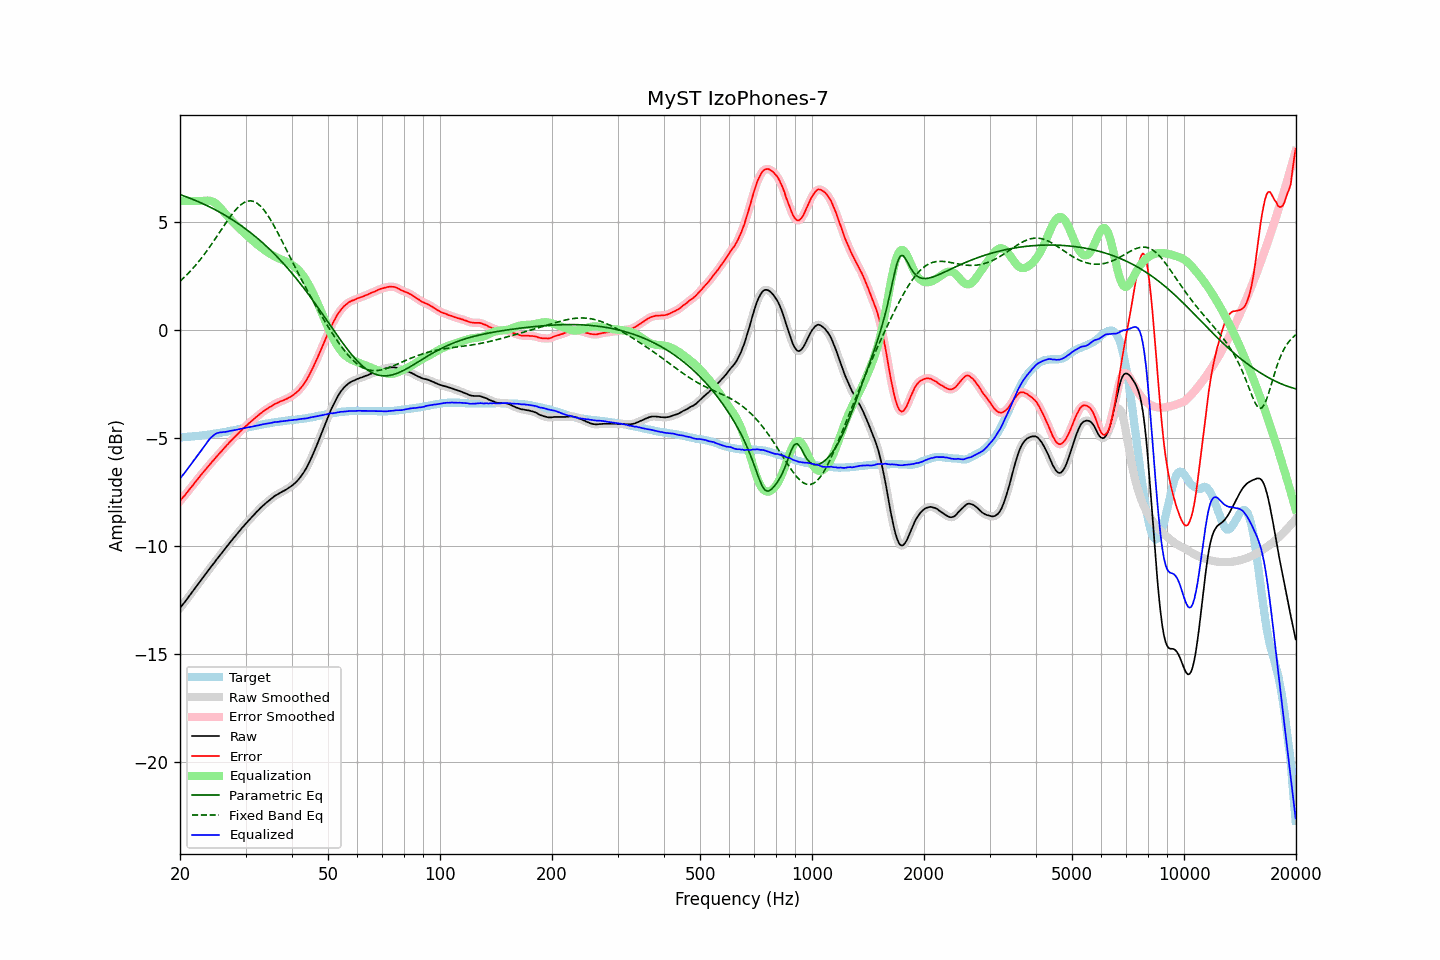 MyST IzoPhones-7
Amplitude (dBr)
5
0
−5
−10
−15
−20
Target
Raw Smoothed
Error Smoothed
Raw
Error
Equalization
Parametric Eq
Fixed Band Eq
Equalized
20 50 100 200 500 1000 2000 5000 10000 20000
Frequency (Hz)